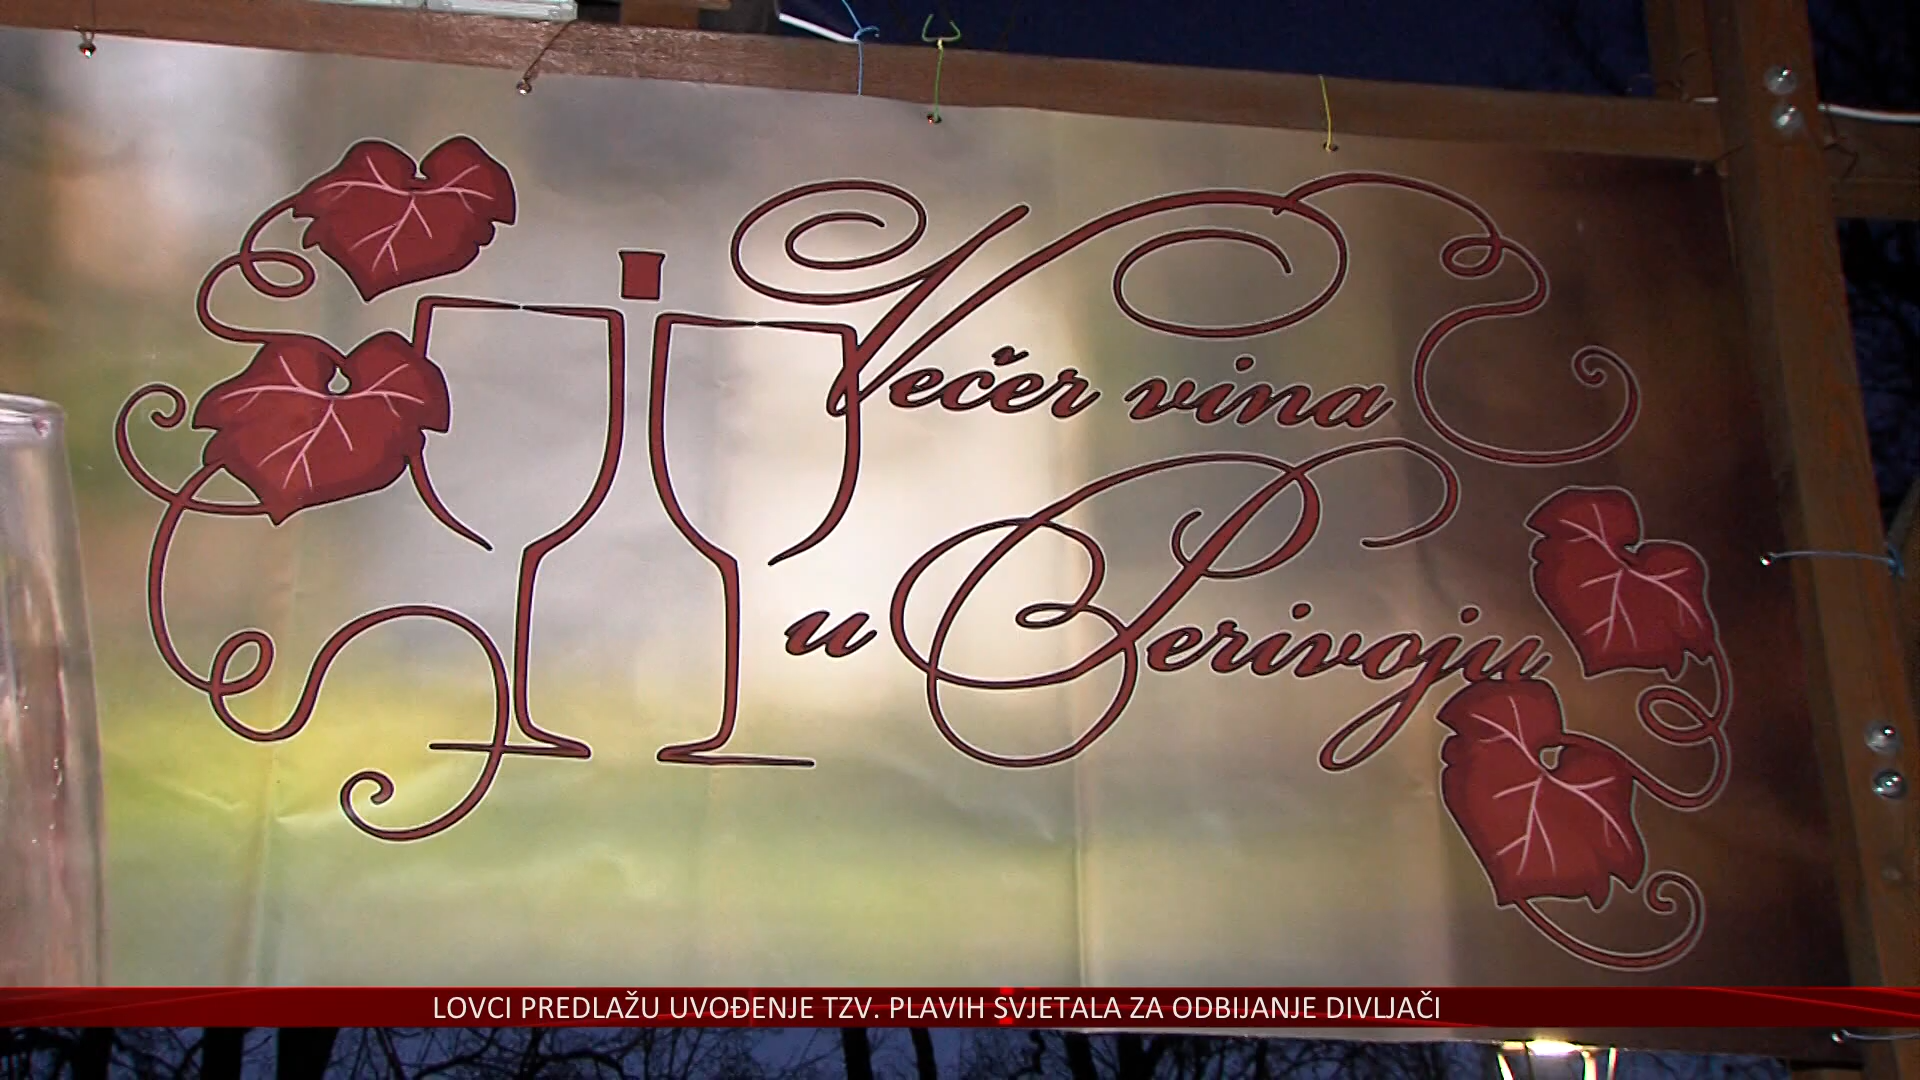 Večer vina
u Perivoju
LOVCI PREDLAŽU UVOĐENJE TZV. PLAVIH SVJETALA ZA ODBIJANJE DIVLJAČI